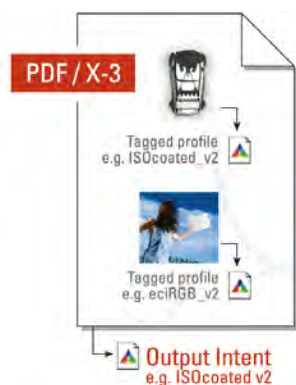 PDF/X-3
Tagged profile
e.g. ISOcoated_v2
Tagged profile
e.g. eciRGB_v2
Output Intent
e.g. ISOcoated v2